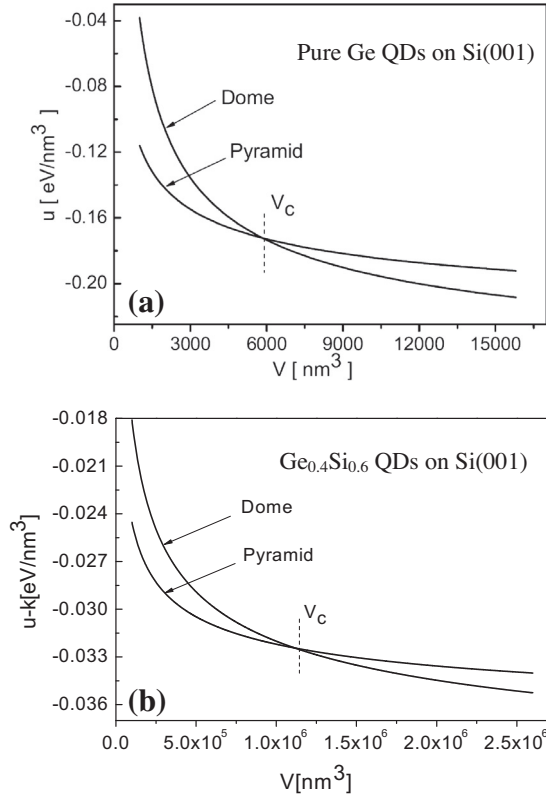 -0.04
-0.08
-0.12
-0.16
-0.20
u [ eV/nm³ ]
Pure Ge QDs on Si(001)
Dome
Pyramid
V_C
(a)
0 3000 6000 9000 12000 15000
V [ nm³ ]
-0.018
-0.021
-0.024
-0.027
-0.030
-0.033
-0.036
u-k[eV/nm³]
Ge₀.₄Si₀.₆ QDs on Si(001)
Dome
Pyramid
V_C
(b)
0.0 5.0x10⁵ 1.0x10⁶ 1.5x10⁶ 2.0x10⁶ 2.5x10⁶
V[nm³]